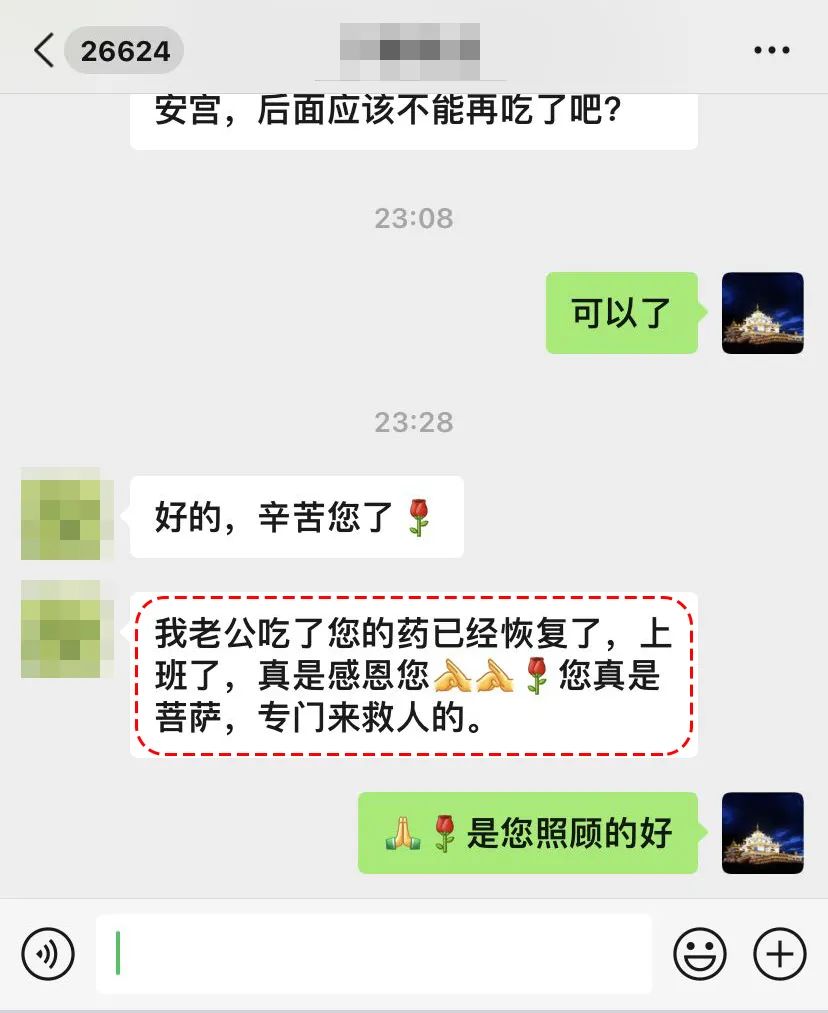 26624
安宫，后面应该不能再吃了吧？
23:08
可以了
23:28
好的，辛苦您了🌹
我老公吃了您的药已经恢复了，上
班了，真是感恩您🫴🫴🌹您真是
菩萨，专门来救人的。
🙏🌹是您照顾的好